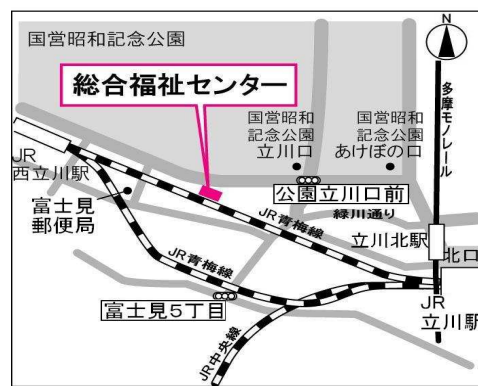 国営昭和記念公園
N
総合福祉センター
多摩モノレール
国営昭和
記念公園
立川口
国営昭和
記念公園
あけぼの口
JR
西立川駅
公園立川口前
富士見
郵便局
JR青梅線
緑川通り
立川北駅
北口
JR青梅線
富士見5丁目
JR
立川駅
JR中央線